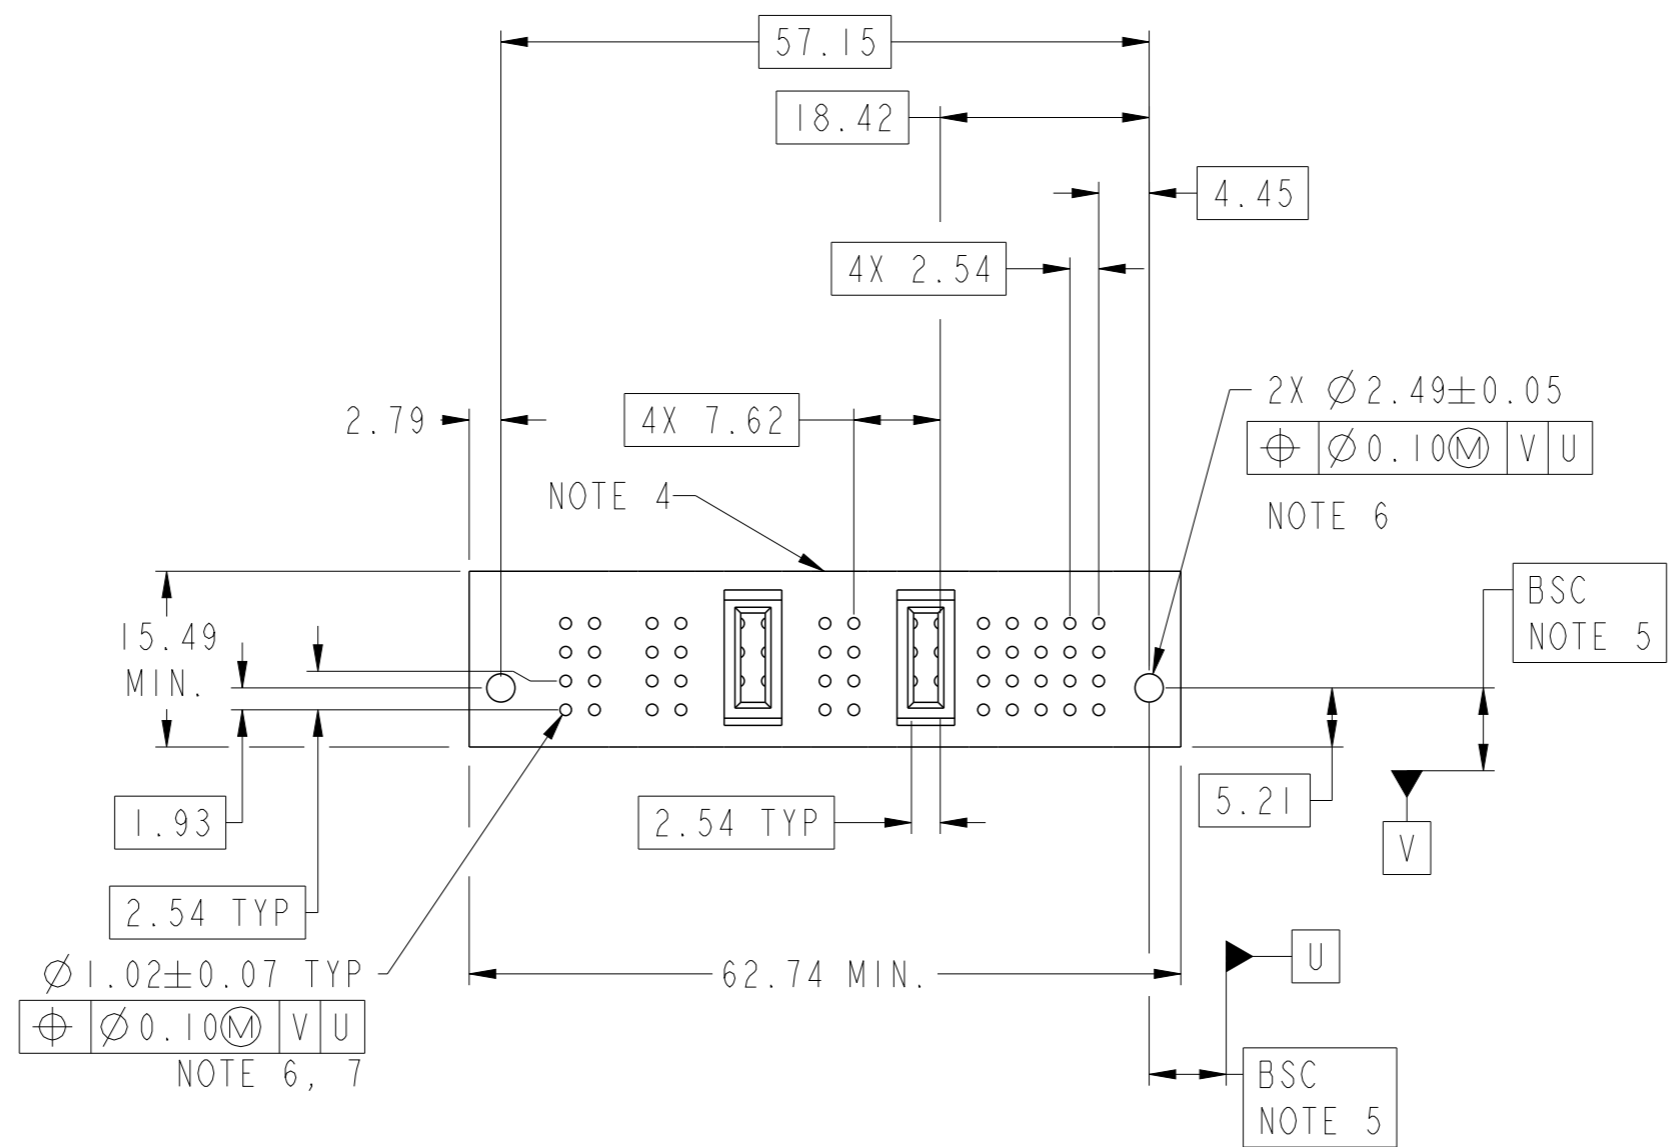 57.15
18.42
4.45
4X 2.54
2.79
4X 7.62
2X ⌀2.49±0.05
⌖ ⌀0.10Ⓜ V U
NOTE 6
NOTE 4
BSC
NOTE 5
15.49
MIN.
1.93
2.54 TYP
5.21
V
2.54 TYP
⌀1.02±0.07 TYP
⌖ ⌀0.10Ⓜ V U
NOTE 6, 7
62.74 MIN.
U
BSC
NOTE 5